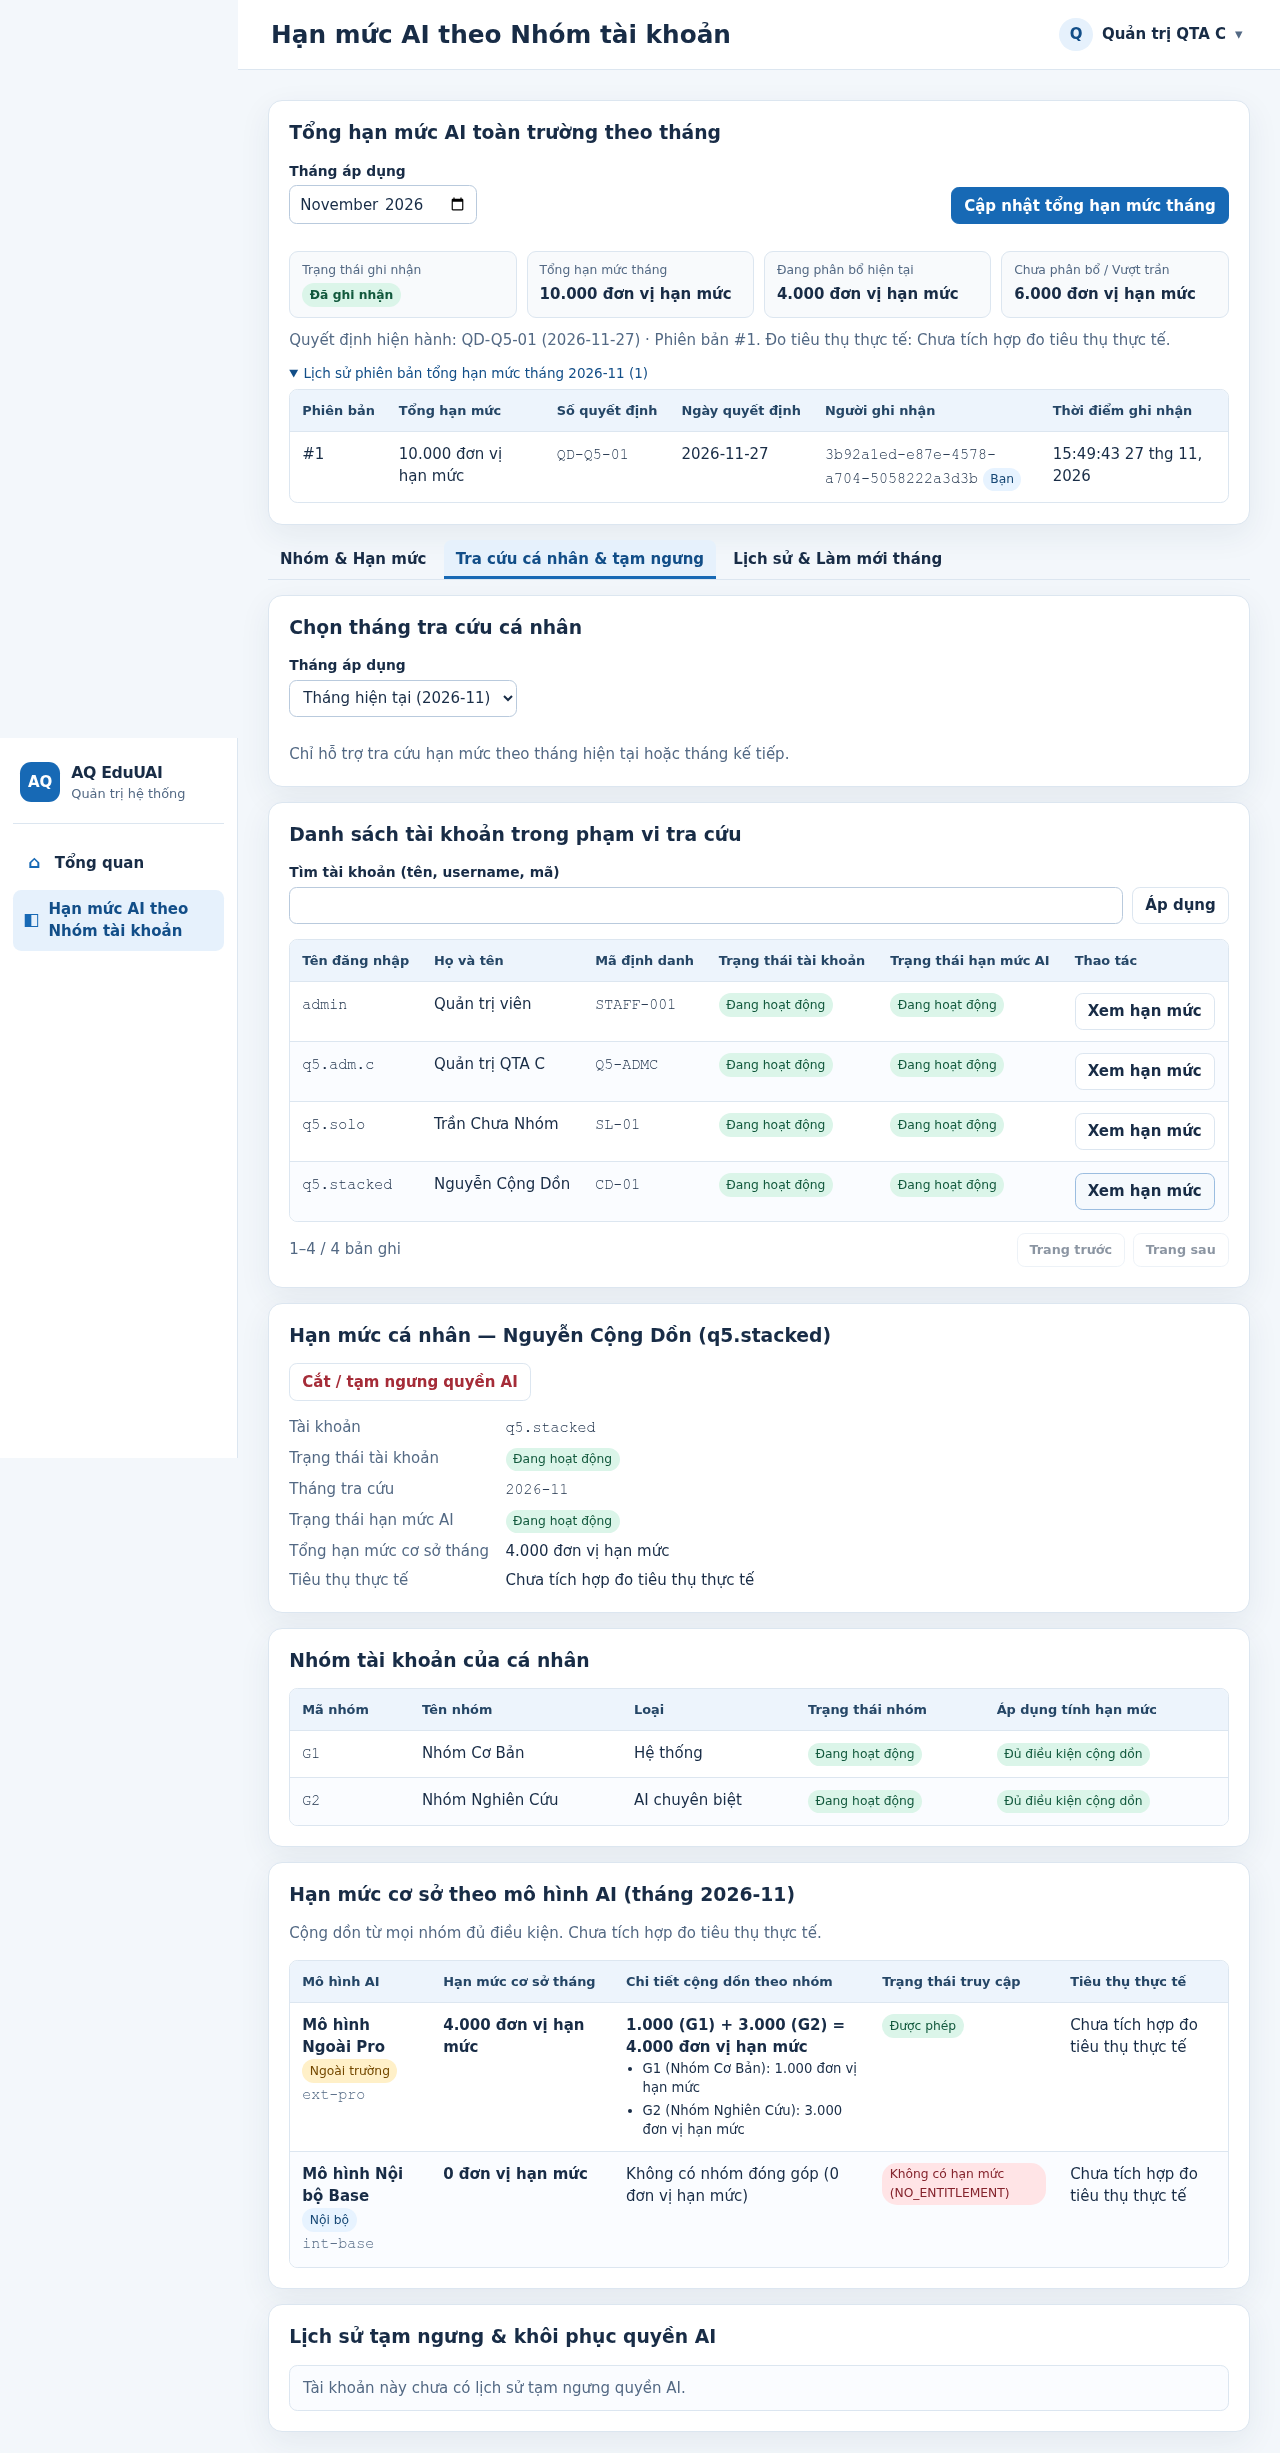 Hạn mức AI theo Nhóm tài khoản
Q Quản trị QTA C ▾
Tổng hạn mức AI toàn trường theo tháng
Tháng áp dụng
November 2026
Cập nhật tổng hạn mức tháng
Trạng thái ghi nhận
Đã ghi nhận
Tổng hạn mức tháng
10.000 đơn vị hạn mức
Đang phân bổ hiện tại
4.000 đơn vị hạn mức
Chưa phân bổ / Vượt trần
6.000 đơn vị hạn mức
Quyết định hiện hành: QD-Q5-01 (2026-11-27) · Phiên bản #1. Đo tiêu thụ thực tế: Chưa tích hợp đo tiêu thụ thực tế.
▼ Lịch sử phiên bản tổng hạn mức tháng 2026-11 (1)
Phiên bản Tổng hạn mức Số quyết định Ngày quyết định Người ghi nhận Thời điểm ghi nhận
#1 10.000 đơn vị hạn mức QD-Q5-01 2026-11-27 3b92a1ed-e87e-4578-a704-5058222a3d3b Bạn 15:49:43 27 thg 11, 2026
Nhóm & Hạn mức Tra cứu cá nhân & tạm ngưng Lịch sử & Làm mới tháng
Chọn tháng tra cứu cá nhân
Tháng áp dụng
Tháng hiện tại (2026-11)
Chỉ hỗ trợ tra cứu hạn mức theo tháng hiện tại hoặc tháng kế tiếp.
AQ
AQ EduUAI
Quản trị hệ thống
Tổng quan
Hạn mức AI theo
Nhóm tài khoản
Danh sách tài khoản trong phạm vi tra cứu
Tìm tài khoản (tên, username, mã)
Áp dụng
Tên đăng nhập Họ và tên Mã định danh Trạng thái tài khoản Trạng thái hạn mức AI Thao tác
admin Quản trị viên STAFF-001 Đang hoạt động Đang hoạt động Xem hạn mức
q5.adm.c Quản trị QTA C Q5-ADMC Đang hoạt động Đang hoạt động Xem hạn mức
q5.solo Trần Chưa Nhóm SL-01 Đang hoạt động Đang hoạt động Xem hạn mức
q5.stacked Nguyễn Cộng Dồn CD-01 Đang hoạt động Đang hoạt động Xem hạn mức
1–4 / 4 bản ghi Trang trước Trang sau
Hạn mức cá nhân — Nguyễn Cộng Dồn (q5.stacked)
Cắt / tạm ngưng quyền AI
Tài khoản q5.stacked
Trạng thái tài khoản Đang hoạt động
Tháng tra cứu 2026-11
Trạng thái hạn mức AI Đang hoạt động
Tổng hạn mức cơ sở tháng 4.000 đơn vị hạn mức
Tiêu thụ thực tế Chưa tích hợp đo tiêu thụ thực tế
Nhóm tài khoản của cá nhân
Mã nhóm Tên nhóm Loại Trạng thái nhóm Áp dụng tính hạn mức
G1 Nhóm Cơ Bản Hệ thống Đang hoạt động Đủ điều kiện cộng dồn
G2 Nhóm Nghiên Cứu AI chuyên biệt Đang hoạt động Đủ điều kiện cộng dồn
Hạn mức cơ sở theo mô hình AI (tháng 2026-11)
Cộng dồn từ mọi nhóm đủ điều kiện. Chưa tích hợp đo tiêu thụ thực tế.
Mô hình AI Hạn mức cơ sở tháng Chi tiết cộng dồn theo nhóm Trạng thái truy cập Tiêu thụ thực tế
Mô hình
Ngoài Pro
Ngoài trường
ext-pro
4.000 đơn vị hạn
mức
1.000 (G1) + 3.000 (G2) =
4.000 đơn vị hạn mức
• G1 (Nhóm Cơ Bản): 1.000 đơn vị
hạn mức
• G2 (Nhóm Nghiên Cứu): 3.000
đơn vị hạn mức
Được phép
Chưa tích hợp đo
tiêu thụ thực tế
Mô hình Nội
bộ Base
Nội bộ
int-base
0 đơn vị hạn mức
Không có nhóm đóng góp (0
đơn vị hạn mức)
Không có hạn mức
(NO_ENTITLEMENT)
Chưa tích hợp đo
tiêu thụ thực tế
Lịch sử tạm ngưng & khôi phục quyền AI
Tài khoản này chưa có lịch sử tạm ngưng quyền AI.